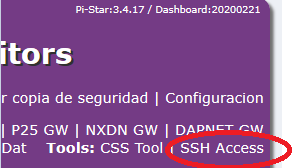 Pi-Star:3.4.17 / Dashboard:20200221
itors
r copia de seguridad | Configuracion
| P25 GW | NXDN GW | DAPNET GW
Dat Tools: CSS Tool | SSH Access